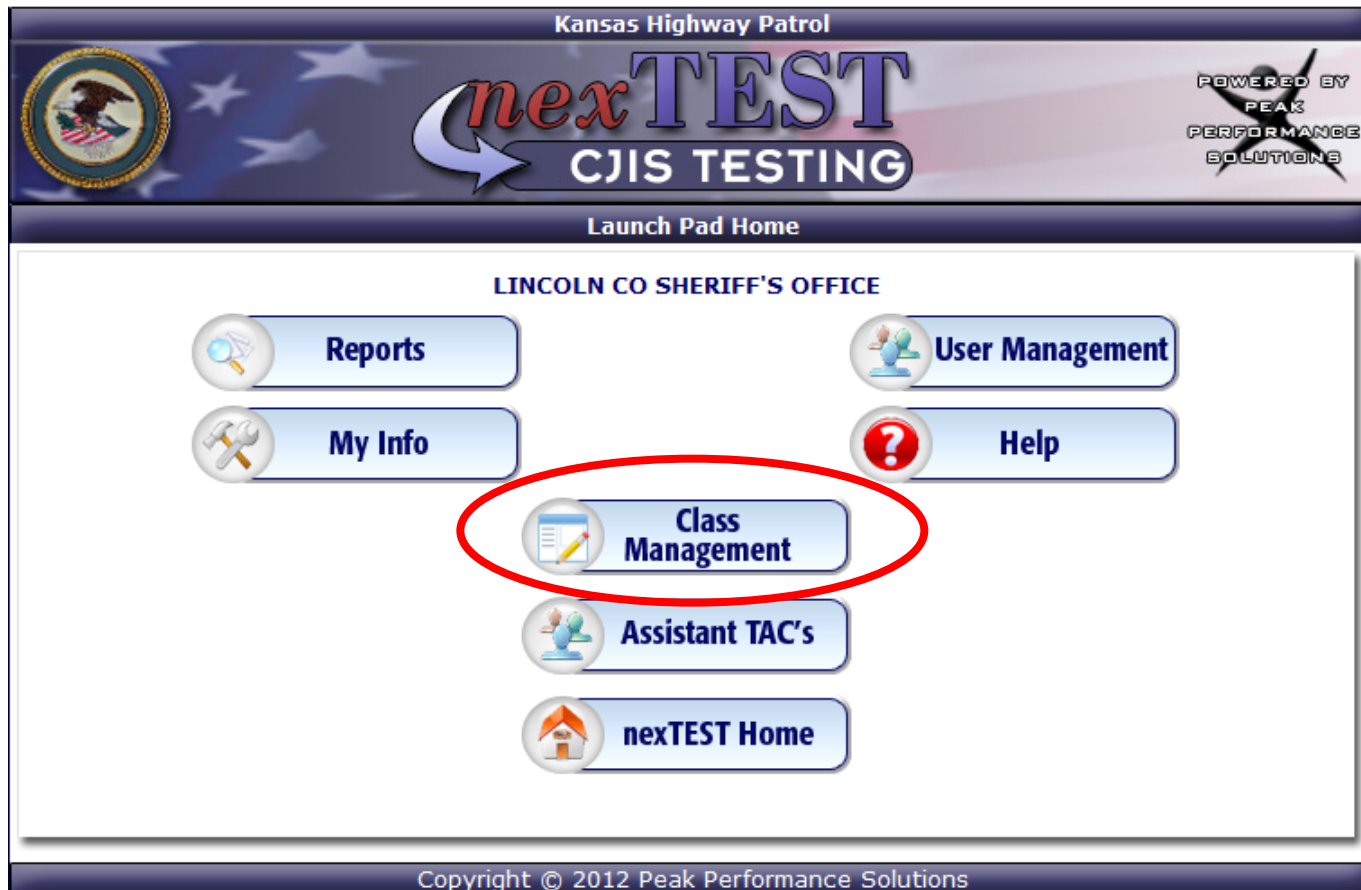 Kansas Highway Patrol
nexTEST
CJIS TESTING
POWERED BY
PEAK
PERFORMANCE
SOLUTIONS
Launch Pad Home
LINCOLN CO SHERIFF'S OFFICE
Reports
User Management
My Info
Help
Class
Management
Assistant TAC's
nexTEST Home
Copyright © 2012 Peak Performance Solutions